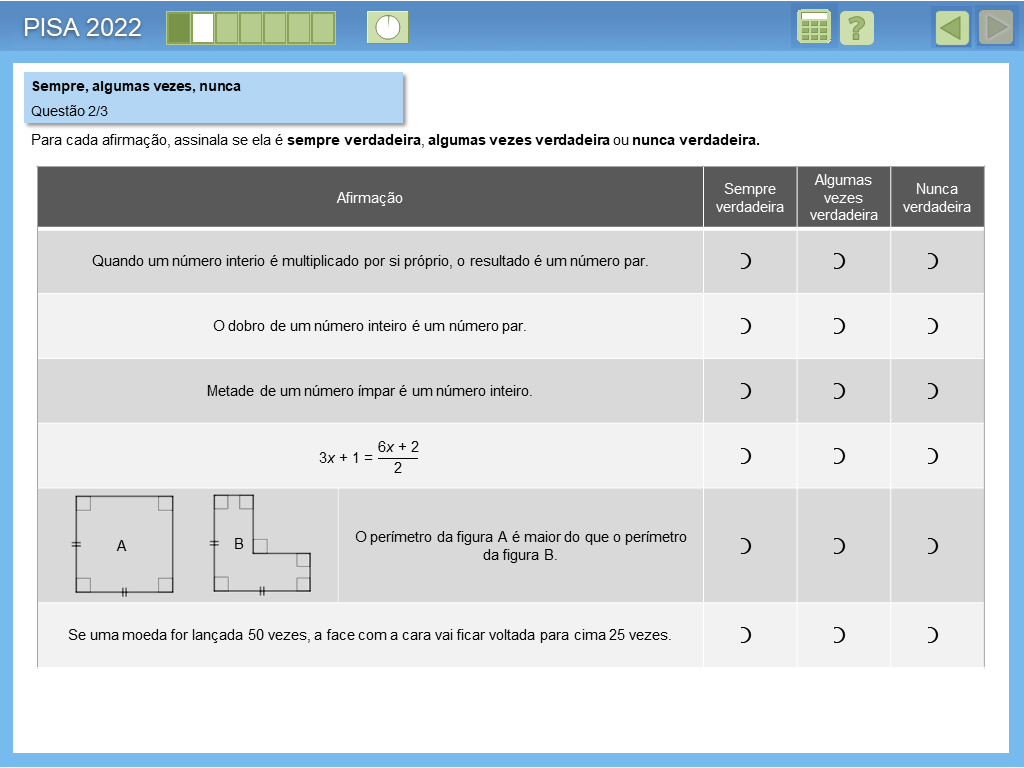 PISA 2022
?
Sempre, algumas vezes, nunca
Questão 2/3
Para cada afirmação, assinala se ela é sempre verdadeira, algumas vezes verdadeira ou nunca verdadeira.
Afirmação
Sempre
verdadeira
Algumas
vezes
verdadeira
Nunca
verdadeira
Quando um número interio é multiplicado por si próprio, o resultado é um número par.
O dobro de um número inteiro é um número par.
Metade de um número ímpar é um número inteiro.
3x + 1 = 6x + 2
2
A
B
O perímetro da figura A é maior do que o perímetro
da figura B.
Se uma moeda for lançada 50 vezes, a face com a cara vai ficar voltada para cima 25 vezes.